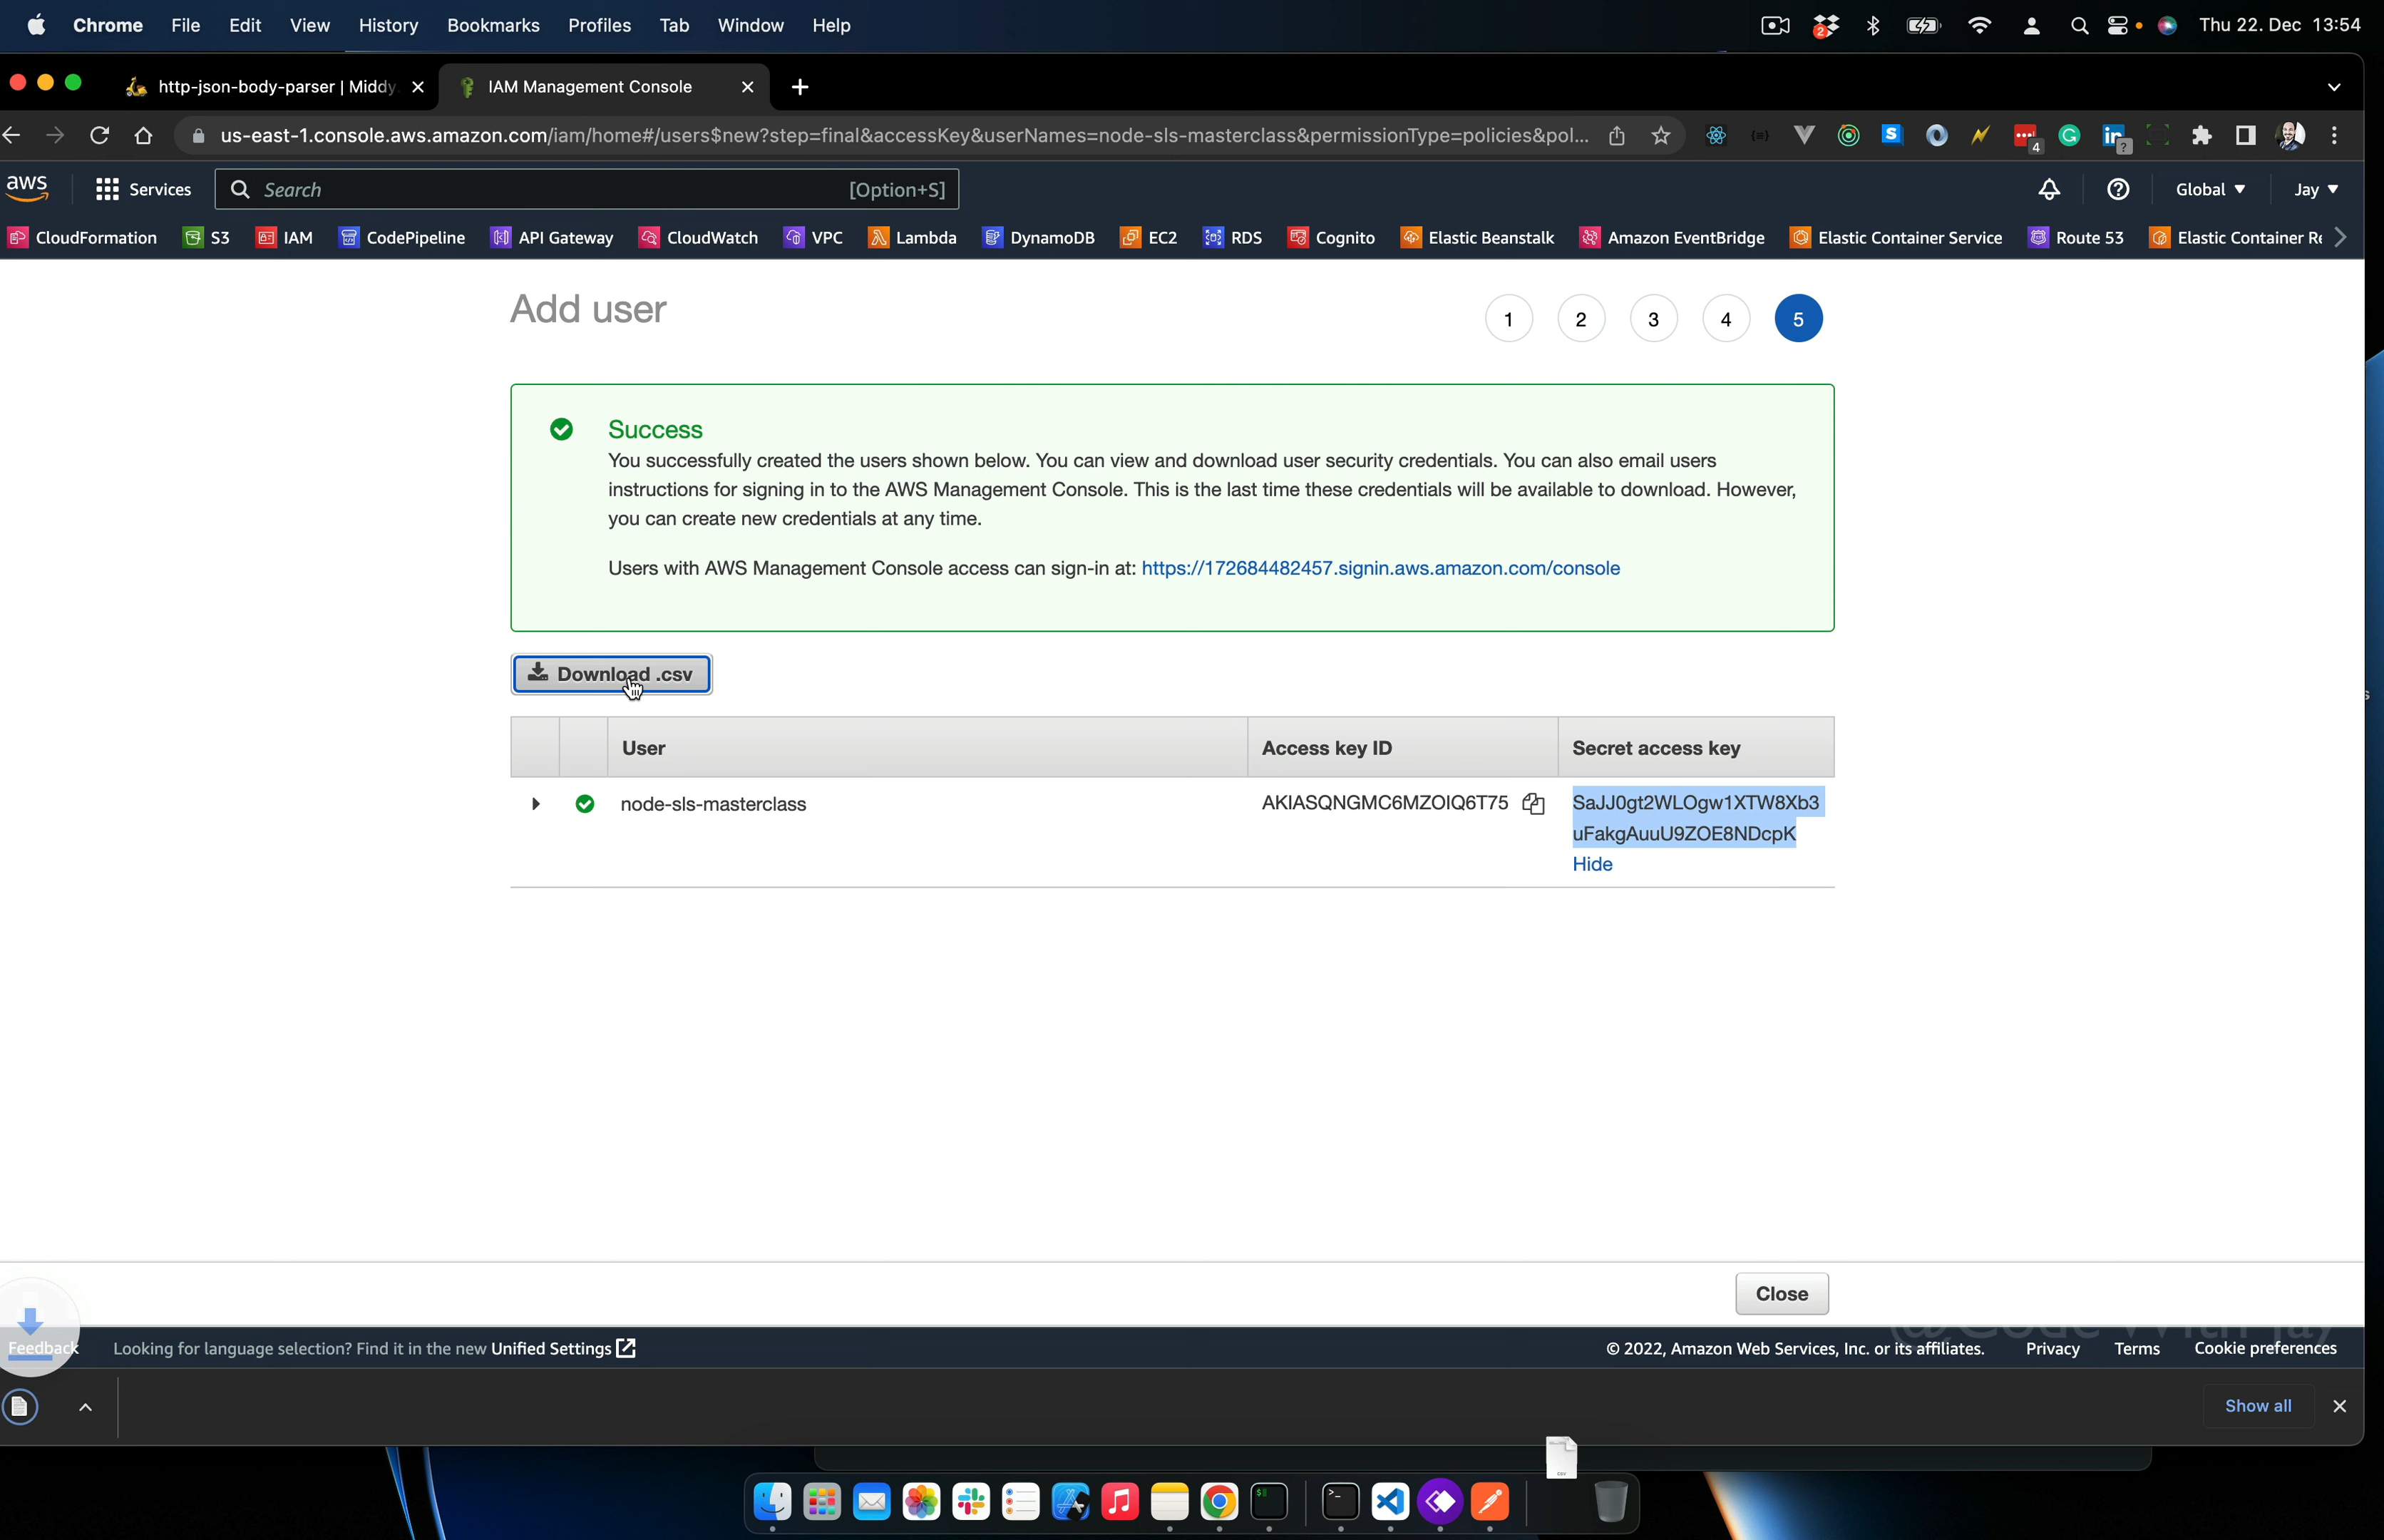 Chrome File Edit View History Bookmarks Profiles Tab Window Help 2 Thu 22. Dec 13:54
http-json-body-parser | Middy IAM Management Console
us-east-1.console.aws.amazon.com/iam/home#/users$new?step=final&accessKey&userNames=node-sls-masterclass&permissionType=policies&pol... S 4 G in ?
aws Services Search [Option+S] Global Jay
CloudFormation S3 IAM CodePipeline API Gateway CloudWatch VPC Lambda DynamoDB EC2 RDS Cognito Elastic Beanstalk Amazon EventBridge Elastic Container Service Route 53 Elastic Container Re
Add user 1 2 3 4 5
Success
You successfully created the users shown below. You can view and download user security credentials. You can also email users
instructions for signing in to the AWS Management Console. This is the last time these credentials will be available to download. However,
you can create new credentials at any time.
Users with AWS Management Console access can sign-in at: https://172684482457.signin.aws.amazon.com/console
Download .csv
User Access key ID Secret access key
node-sls-masterclass AKIASQNGMC6MZOIQ6T75 SaJJ0gt2WLOgw1XTW8Xb3
uFakgAuuU9ZOE8NDcpK
Hide
Close
@Code With Jay
Feedback Looking for language selection? Find it in the new Unified Settings © 2022, Amazon Web Services, Inc. or its affiliates. Privacy Terms Cookie preferences
Show all
CSV